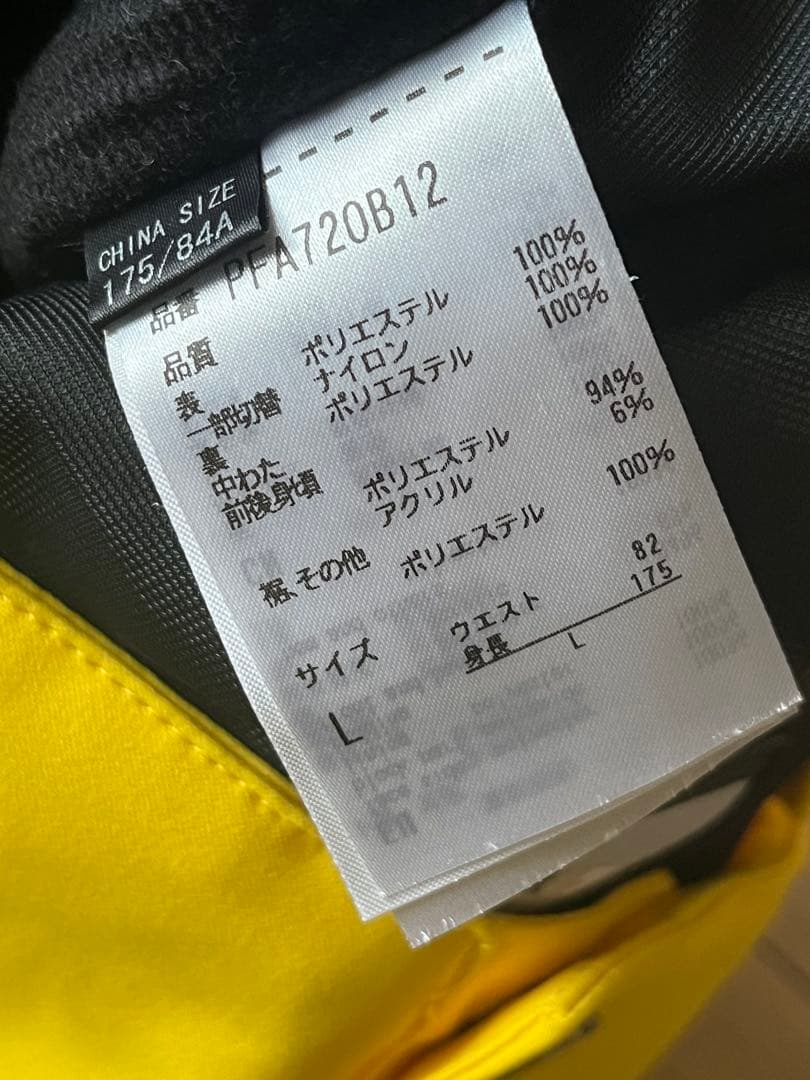 CHINA SIZE
175/84A
品番 PFA720B12
品質
表 ポリエステル 100%
一部切替 ナイロン 100%
裏 ポリエステル 100%
中わた
前後身頃 ポリエステル 94%
アクリル 6%
裾、その他 ポリエステル 100%
サイズ ウエスト 82
身長 175
L L